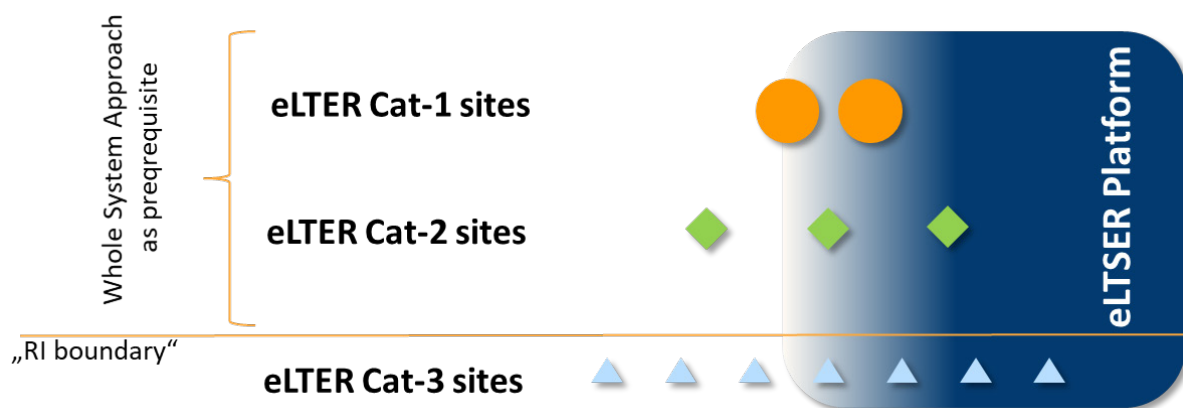 Whole System Approach
as preqrequisite
eLTER Cat-1 sites
eLTER Cat-2 sites
„RI boundary“
eLTER Cat-3 sites
eLTSER Platform